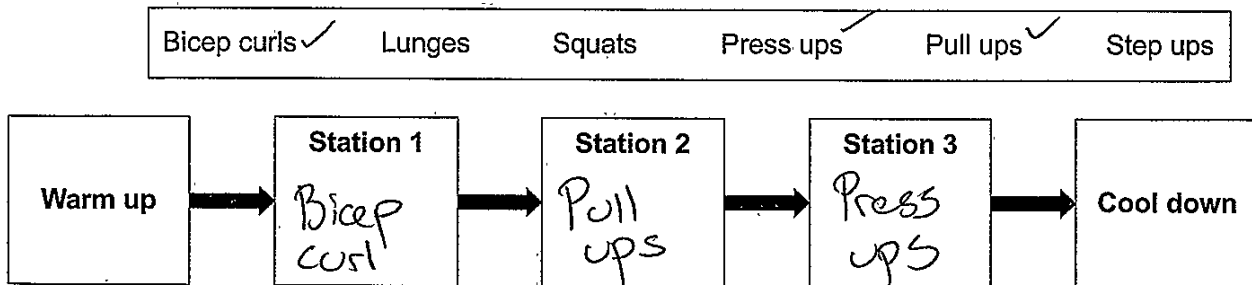 Bicep curls ✓ Lunges Squats Press ups ✓ Pull ups ✓ Step ups
Warm up
Station 1
Bicep
curl
Station 2
Pull
ups
Station 3
Press
ups
Cool down